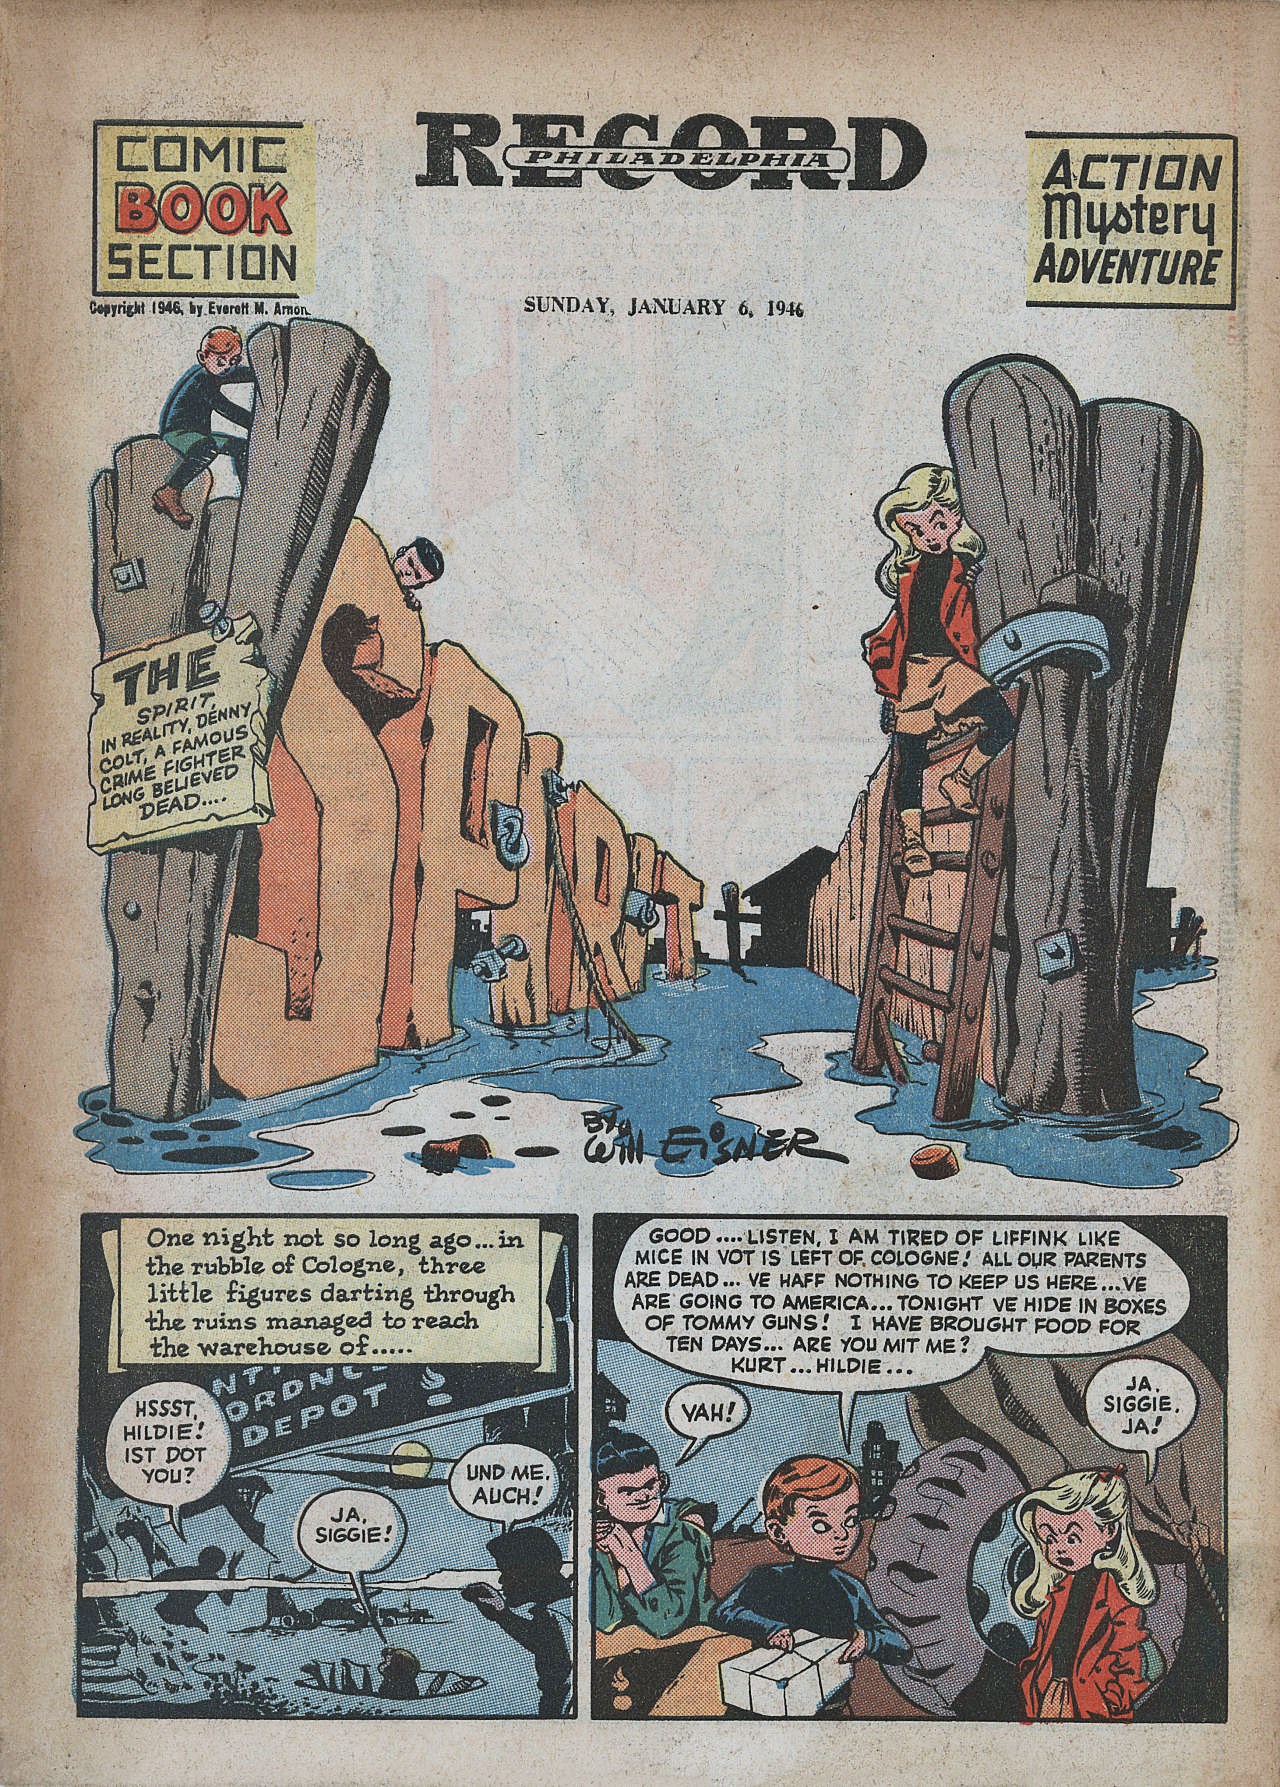 COMIC
BOOK
SECTION
RECORD
PHILADELPHIA
ACTION
Mystery
ADVENTURE
Copyright 1946, by Everett M. Arnon
SUNDAY, JANUARY 6, 1946
THE
SPIRIT,
IN REALITY, DENNY
COLT, A FAMOUS
CRIME FIGHTER
LONG BELIEVED
DEAD....
SPIRIT
BY
Will EISNER
One night not so long ago...in
the rubble of Cologne, three
little figures darting through
the ruins managed to reach
the warehouse of.....
ORDNC
DEPOT
HSSST,
HILDIE!
IST DOT
YOU?
JA,
SIGGIE!
UND ME,
AUCH!
GOOD....LISTEN, I AM TIRED OF LIFFINK LIKE
MICE IN VOT IS LEFT OF COLOGNE! ALL OUR PARENTS
ARE DEAD... VE HAFF NOTHING TO KEEP US HERE...VE
ARE GOING TO AMERICA... TONIGHT VE HIDE IN BOXES
OF TOMMY GUNS! I HAVE BROUGHT FOOD FOR
TEN DAYS... ARE YOU MIT ME?
KURT...HILDIE...
YAH!
JA,
SIGGIE,
JA!